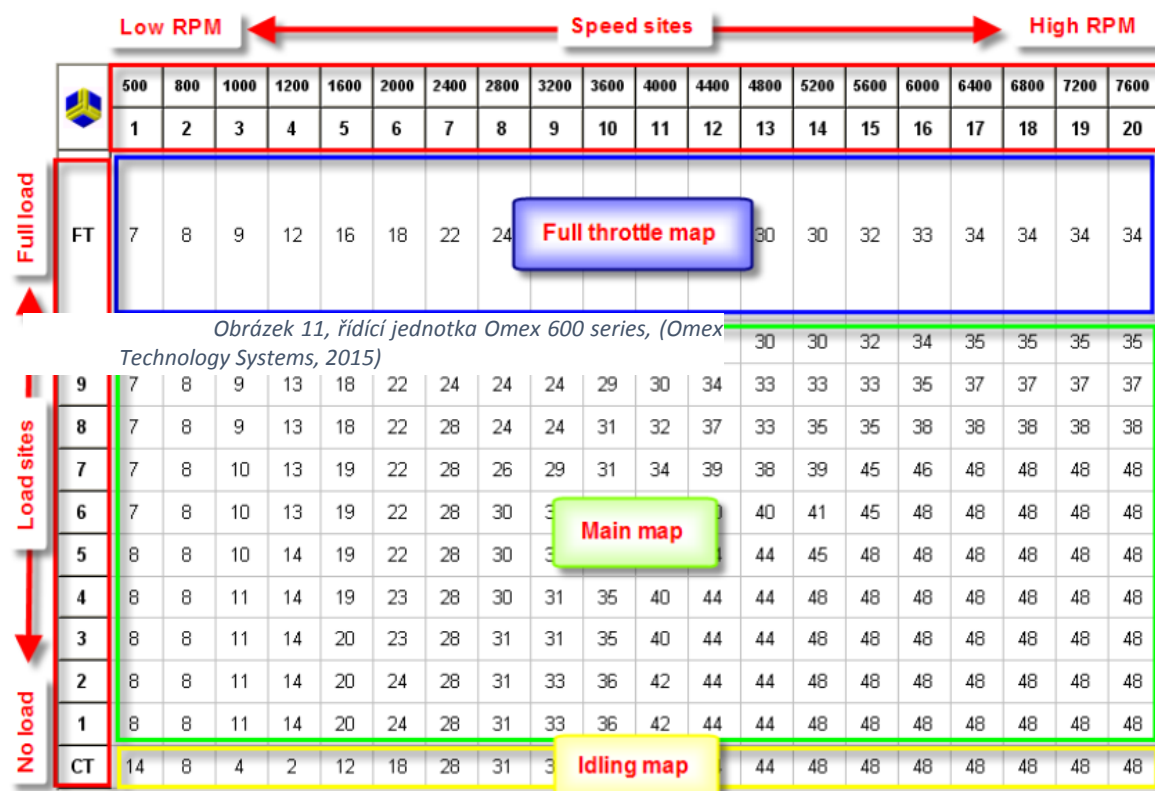 Low RPM Speed sites High RPM
500 800 1000 1200 1600 2000 2400 2800 3200 3600 4000 4400 4800 5200 5600 6000 6400 6800 7200 7600
1 2 3 4 5 6 7 8 9 10 11 12 13 14 15 16 17 18 19 20
Full load
FT 7 8 9 12 16 18 22 24 Full throttle map 30 30 32 33 34 34 34 34
Obrázek 11, řídící jednotka Omex 600 series, (Omex
Technology Systems, 2015)
30 30 32 34 35 35 35 35
9 7 8 9 13 18 22 24 24 24 29 30 34 33 33 33 35 37 37 37 37
Load sites
8 7 8 9 13 18 22 28 24 24 31 32 37 33 35 35 38 38 38 38 38
7 7 8 10 13 19 22 28 26 29 31 34 39 38 39 45 46 48 48 48 48
6 7 8 10 13 19 22 28 30 40 41 45 48 48 48 48 48
Main map
5 8 8 10 14 19 22 28 30 44 45 48 48 48 48 48 48
4 8 8 11 14 19 23 28 30 31 35 40 44 44 48 48 48 48 48 48 48
3 8 8 11 14 20 23 28 31 31 35 40 44 44 48 48 48 48 48 48 48
2 8 8 11 14 20 24 28 31 33 36 42 44 44 48 48 48 48 48 48 48
No load
1 8 8 11 14 20 24 28 31 33 36 42 44 44 48 48 48 48 48 48 48
CT 14 8 4 2 12 18 28 31 Idling map 44 48 48 48 48 48 48 48